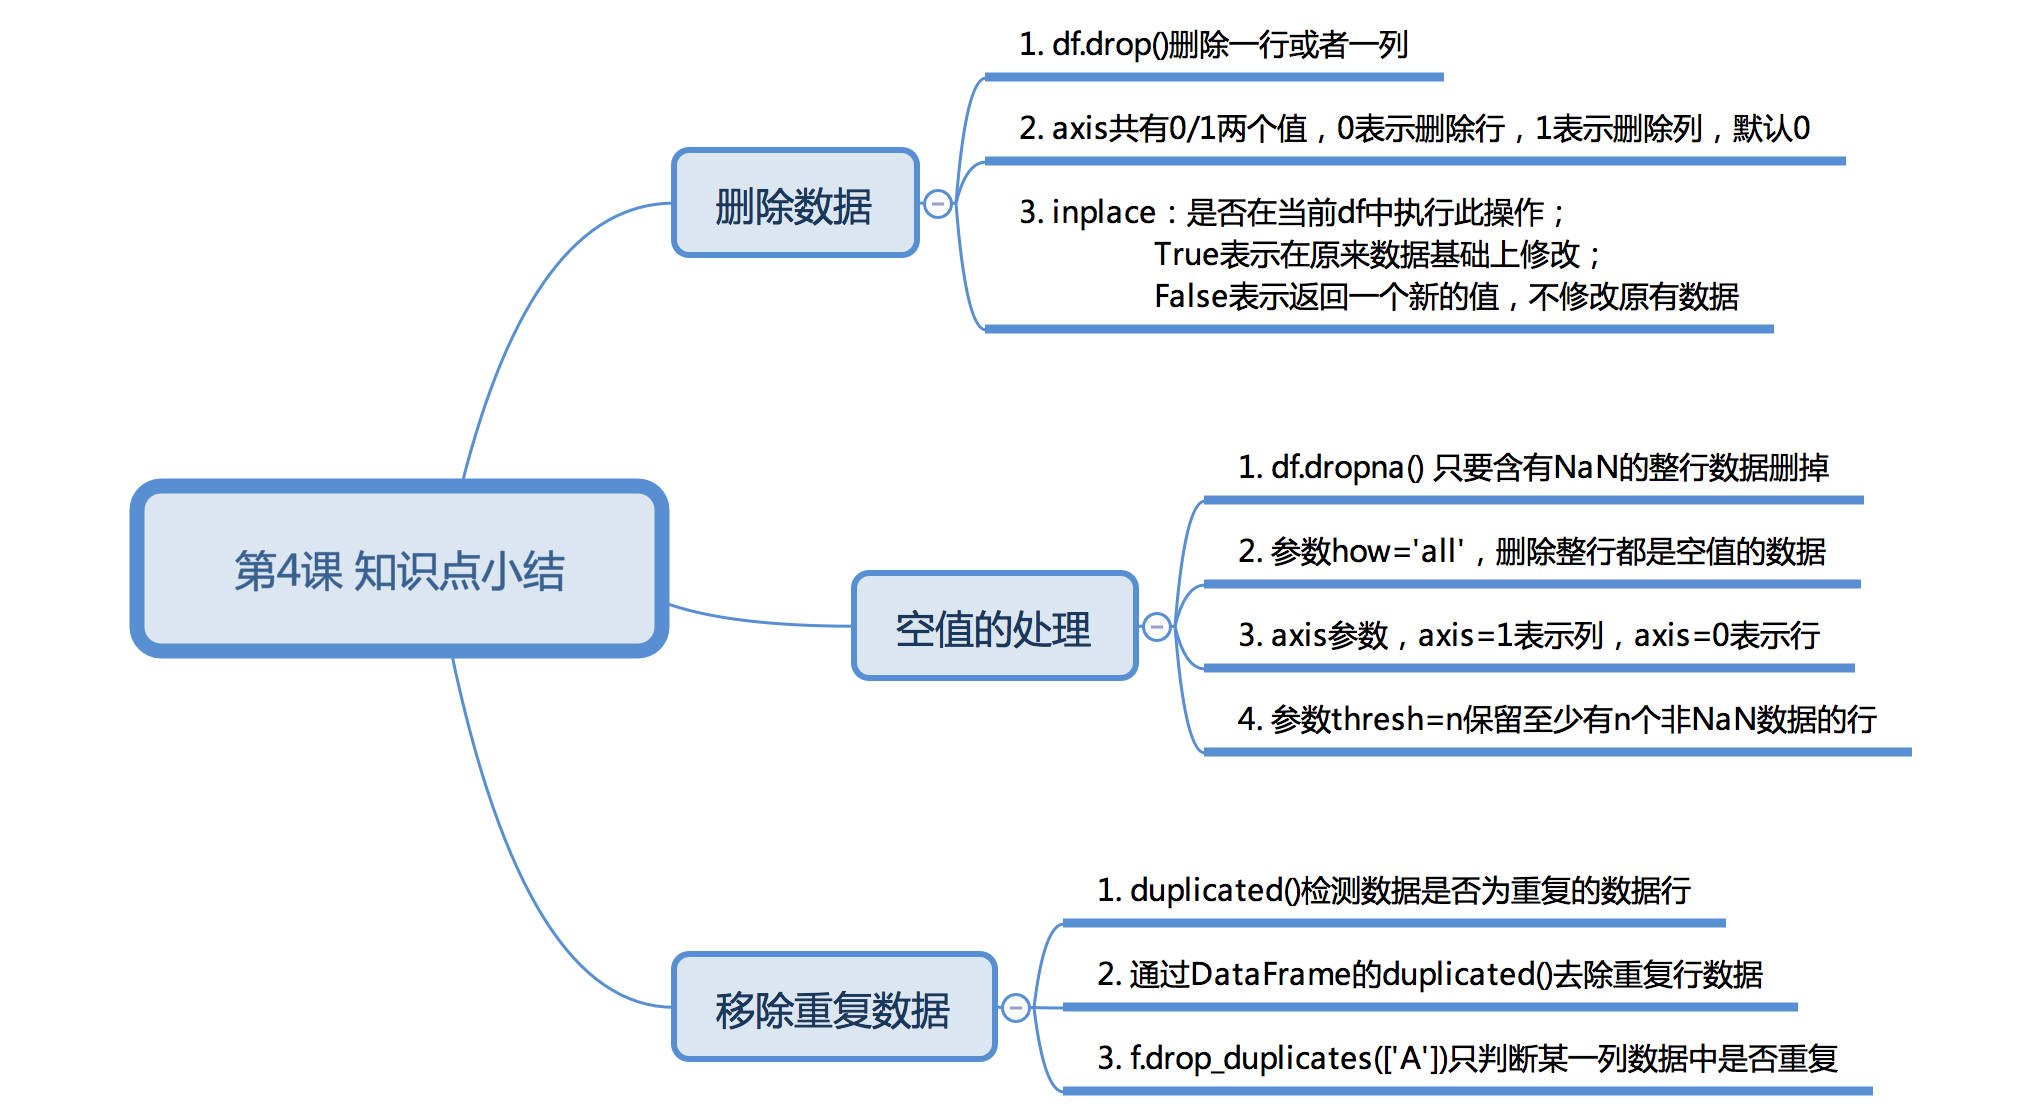 1. df.drop()删除一行或者一列
2. axis共有0/1两个值，0表示删除行，1表示删除列，默认0
删除数据
3. inplace：是否在当前df中执行此操作；
True表示在原来数据基础上修改；
False表示返回一个新的值，不修改原有数据
第4课 知识点小结
1. df.dropna() 只要含有NaN的整行数据删掉
2. 参数how='all'，删除整行都是空值的数据
空值的处理
3. axis参数，axis=1表示列，axis=0表示行
4. 参数thresh=n保留至少有n个非NaN数据的行
1. duplicated()检测数据是否为重复的数据行
2. 通过DataFrame的duplicated()去除重复行数据
移除重复数据
3. f.drop_duplicates(['A'])只判断某一列数据中是否重复